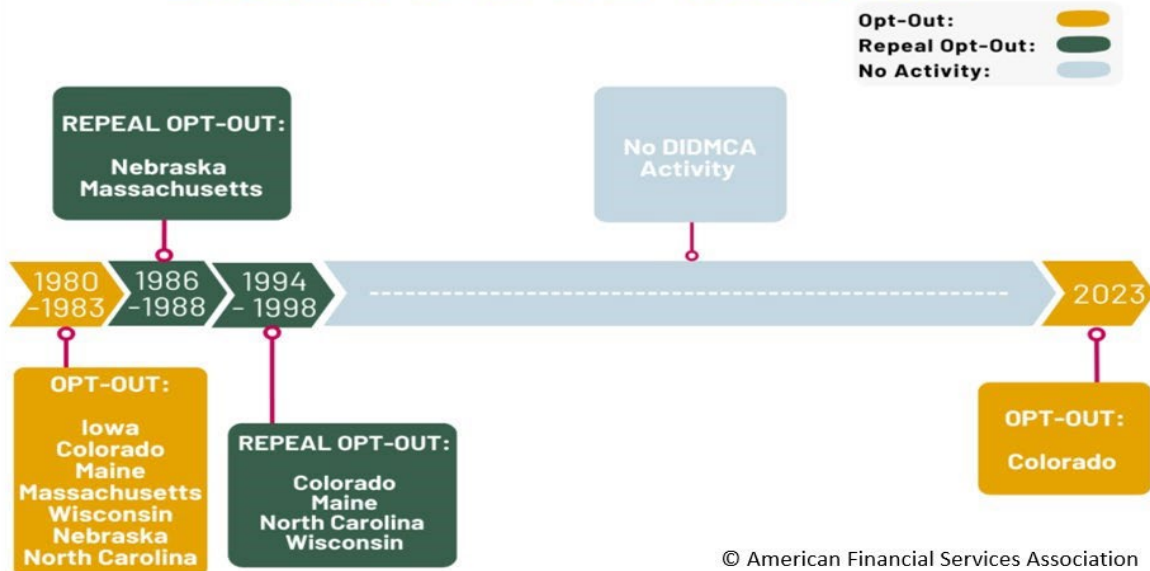 Opt-Out:
Repeal Opt-Out:
No Activity:
REPEAL OPT-OUT:
Nebraska
Massachusetts
No DIDMCA
Activity
1980
-1983
1986
-1988
1994
- 1998
2023
OPT-OUT:
Iowa
Colorado
Maine
Massachusetts
Wisconsin
Nebraska
North Carolina
REPEAL OPT-OUT:
Colorado
Maine
North Carolina
Wisconsin
OPT-OUT:
Colorado
© American Financial Services Association